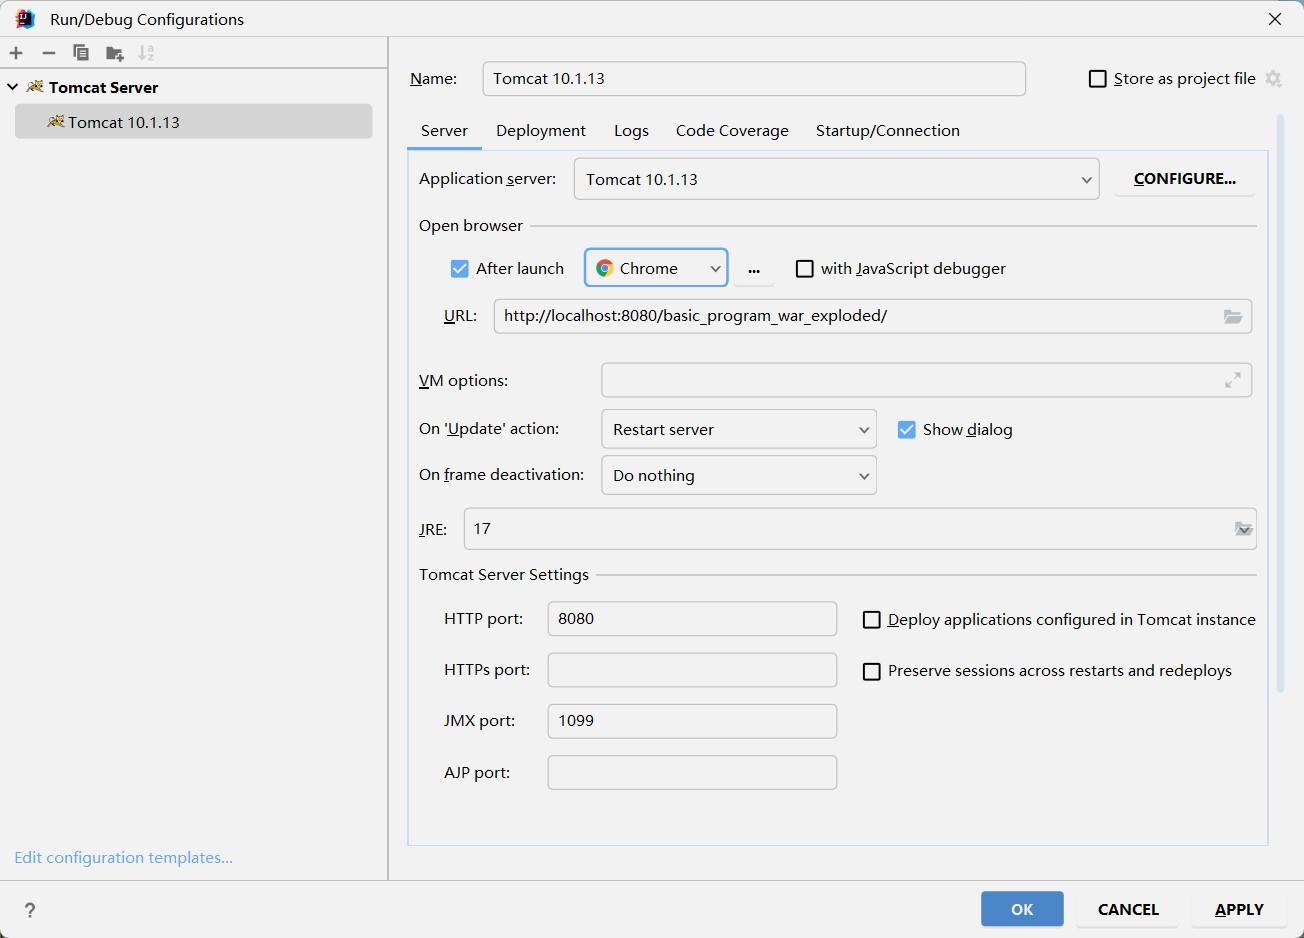 Run/Debug Configurations
Tomcat Server
Tomcat 10.1.13
Edit configuration templates...
Name: Tomcat 10.1.13 Store as project file
Server Deployment Logs Code Coverage Startup/Connection
Application server: Tomcat 10.1.13 CONFIGURE...
Open browser
After launch Chrome ... with JavaScript debugger
URL: http://localhost:8080/basic_program_war_exploded/
VM options:
On 'Update' action: Restart server Show dialog
On frame deactivation: Do nothing
JRE: 17
Tomcat Server Settings
HTTP port: 8080 Deploy applications configured in Tomcat instance
HTTPs port: Preserve sessions across restarts and redeploys
JMX port: 1099
AJP port:
? OK CANCEL APPLY